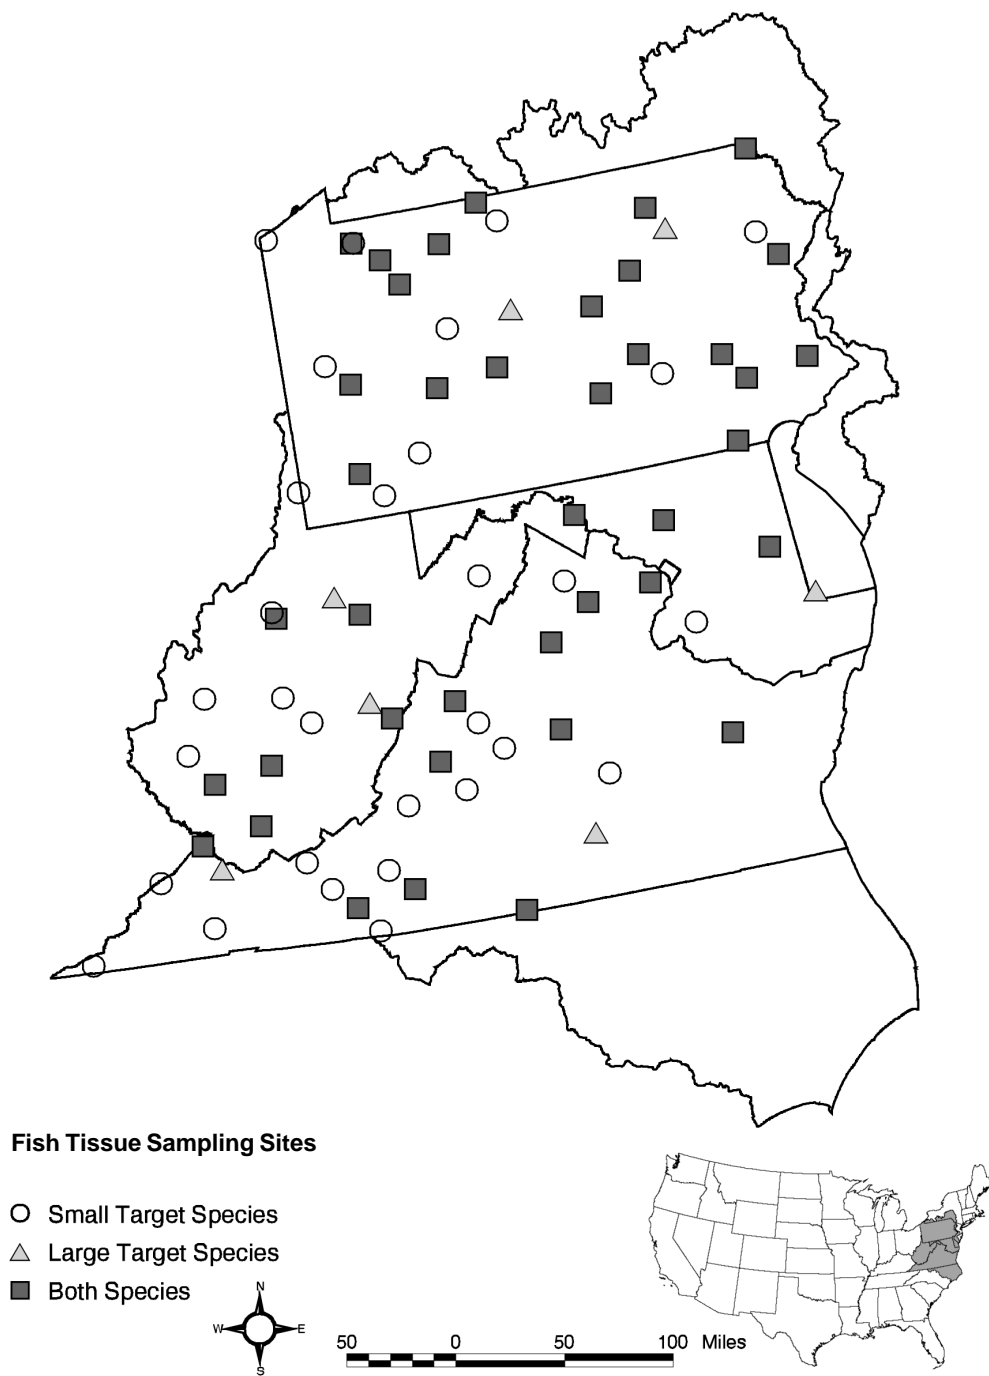 Fish Tissue Sampling Sites
Small Target Species
Large Target Species
Both Species
N
W E
S
50 0 50 100 Miles